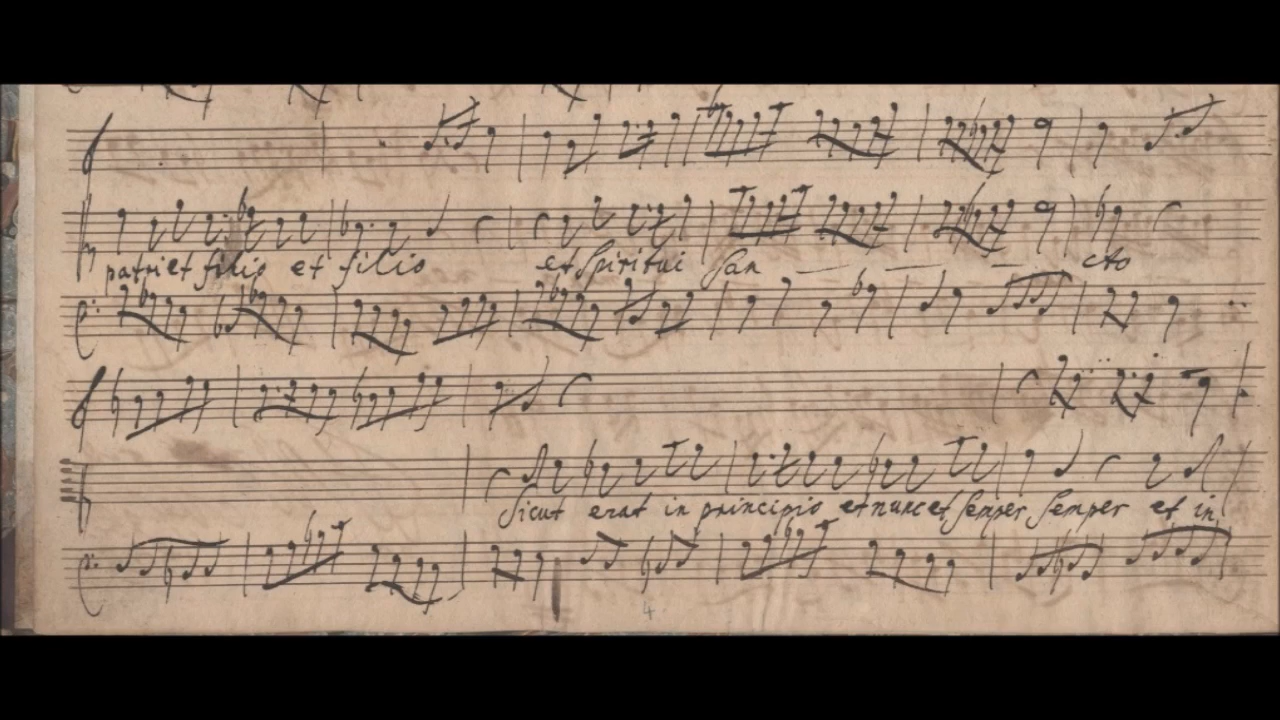 patri et filio et filio et Spiritui San — — — cto
Sicut erat in principio et nunc et Semper Semper et in
4